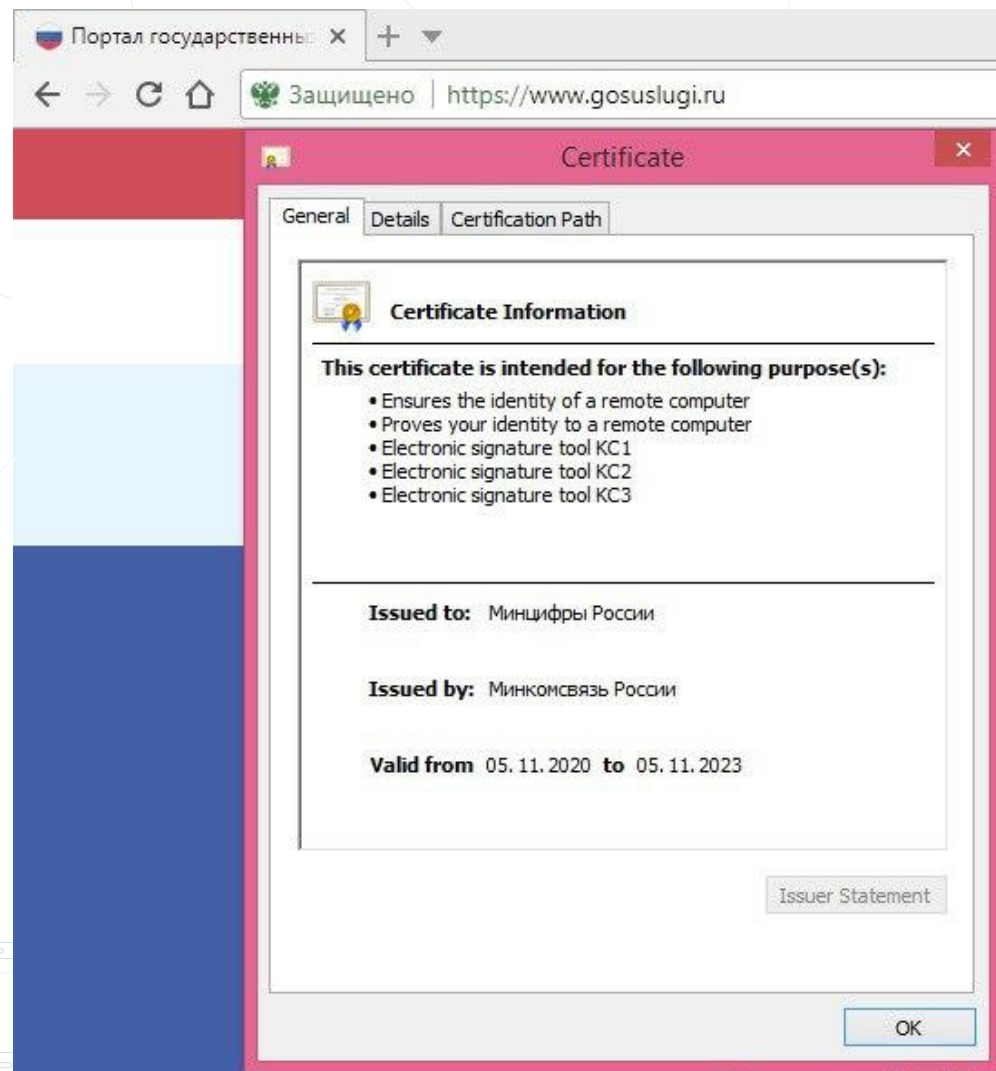 Портал государственны
Защищено | https://www.gosuslugi.ru
Certificate
General Details Certification Path
Certificate Information
This certificate is intended for the following purpose(s):
• Ensures the identity of a remote computer
• Proves your identity to a remote computer
• Electronic signature tool KC1
• Electronic signature tool KC2
• Electronic signature tool KC3
Issued to: Минцифры России
Issued by: Минкомсвязь России
Valid from 05.11.2020 to 05.11.2023
Issuer Statement
OK